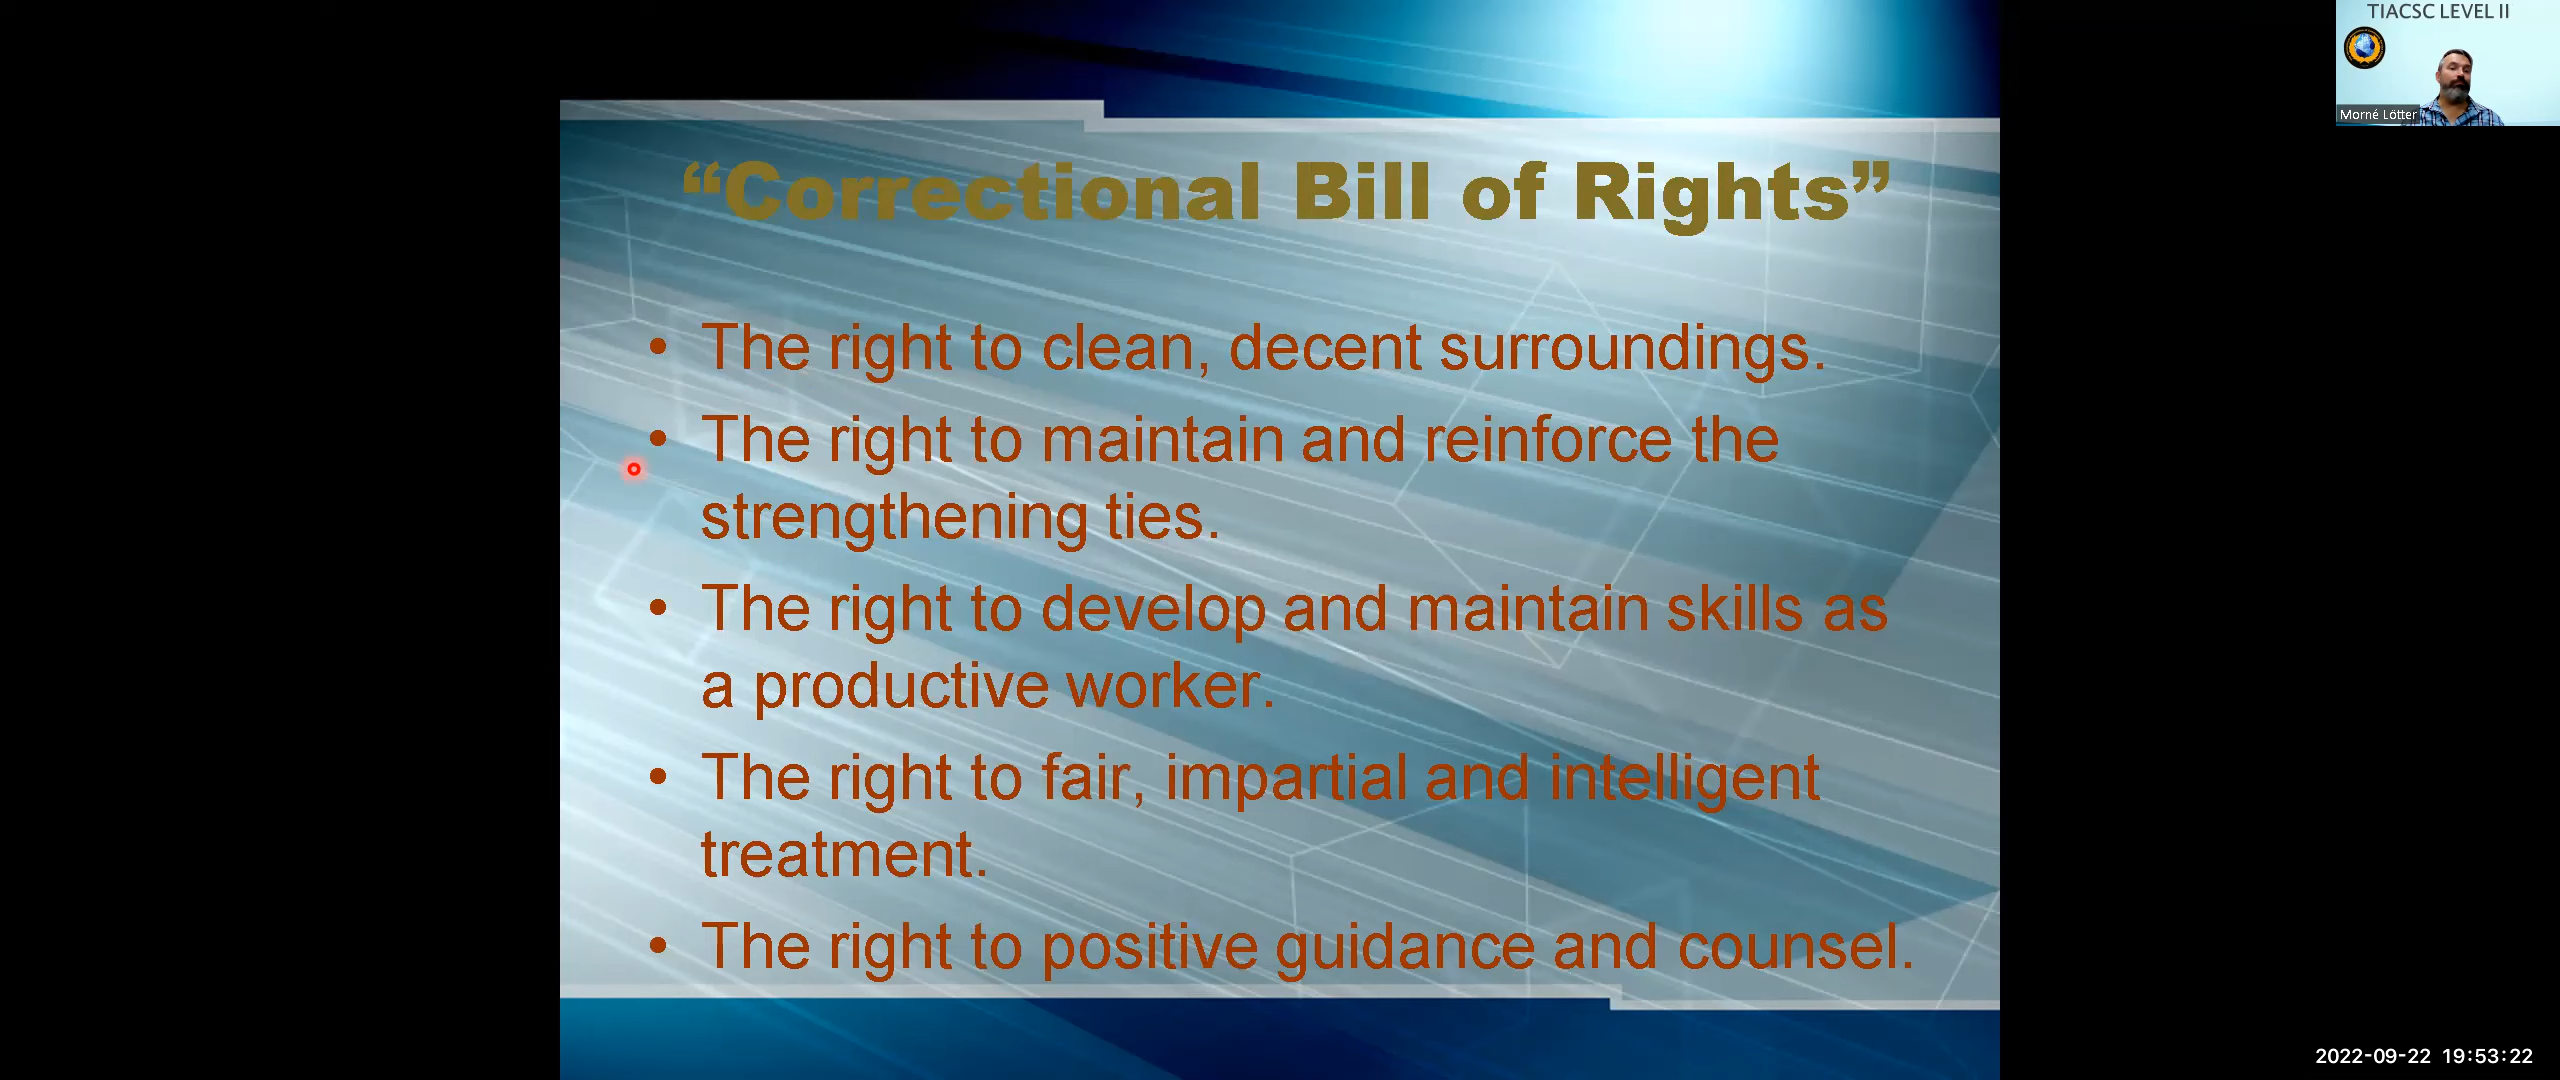 TIACSC LEVEL II
Morné Lötter
“Correctional Bill of Rights”
• The right to clean, decent surroundings.
• The right to maintain and reinforce the
strengthening ties.
• The right to develop and maintain skills as
a productive worker.
• The right to fair, impartial and intelligent
treatment.
• The right to positive guidance and counsel.
2022-09-22 19:53:22